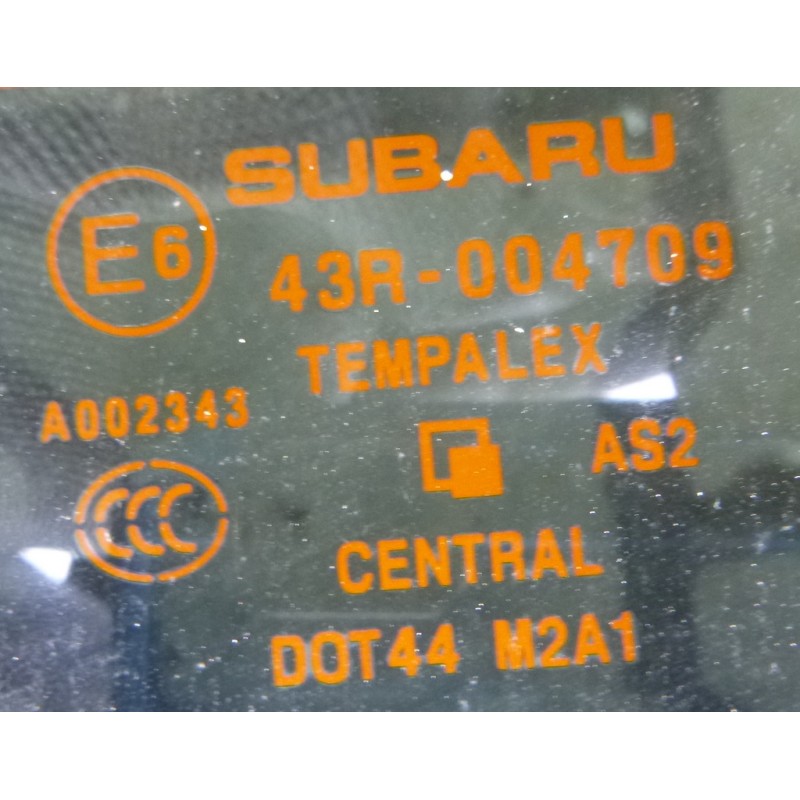 SUBARU
E6
43R-004709
TEMPALEX
A002343
AS2
CCC
CENTRAL
DOT44 M2A1